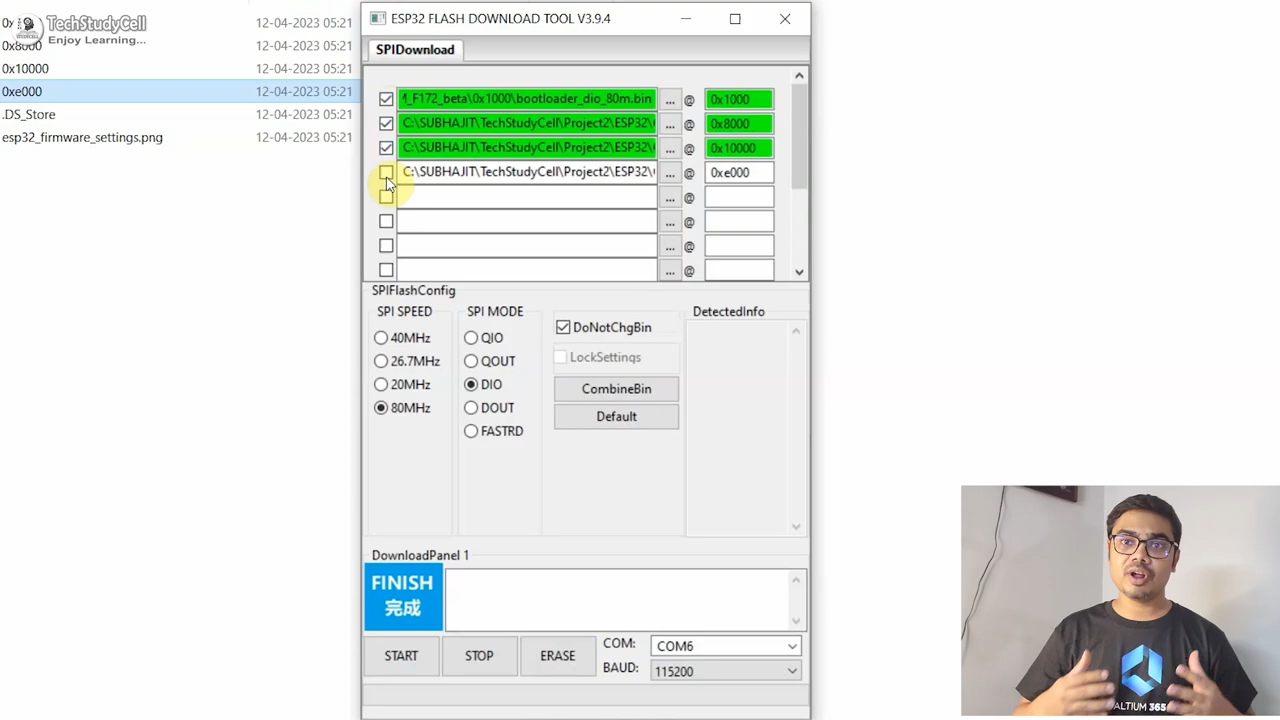 TechStudyCell
Enjoy Learning...
12-04-2023 05:21
0x8000
12-04-2023 05:21
0x10000
12-04-2023 05:21
0xe000
12-04-2023 05:21
.DS_Store
12-04-2023 05:21
esp32_firmware_settings.png
12-04-2023 05:21
ESP32 FLASH DOWNLOAD TOOL V3.9.4
SPIDownload
_F172_beta\0x1000\bootloader_dio_80m.bin ... @ 0x1000
C:\SUBHAJIT\TechStudyCell\Project2\ESP32\ ... @ 0x8000
C:\SUBHAJIT\TechStudyCell\Project2\ESP32\ ... @ 0x10000
C:\SUBHAJIT\TechStudyCell\Project2\ESP32\ ... @ 0xe000
... @
... @
... @
... @
SPIFlashConfig
SPI SPEED
40MHz
26.7MHz
20MHz
80MHz
SPI MODE
QIO
QOUT
DIO
DOUT
FASTRD
DoNotChgBin
LockSettings
CombineBin
Default
DetectedInfo
DownloadPanel 1
FINISH
完成
START
STOP
ERASE
COM: COM6
BAUD: 115200
ALTIUM 365